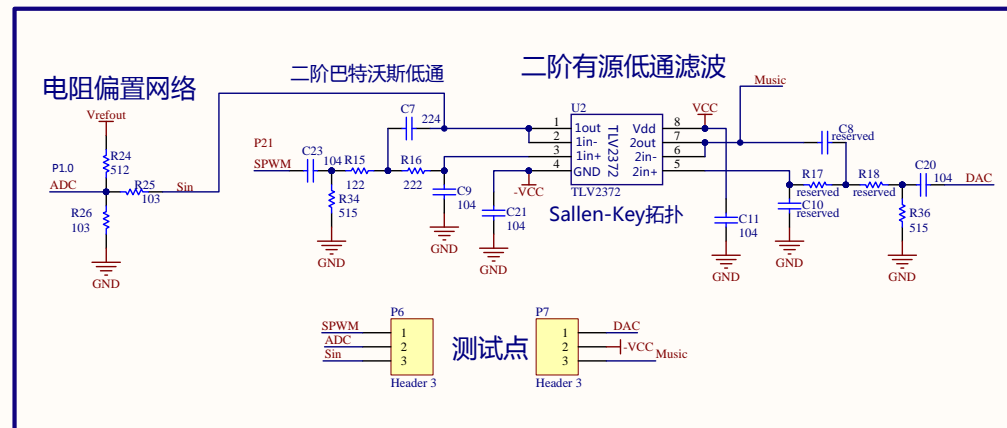 二阶巴特沃斯低通
二阶有源低通滤波
电阻偏置网络
Music
Vrefout
C7
224
U2
VCC
1
1out
Vdd
8
2
1in-
2out
7
3
1in+
2in-
6
4
GND
2in+
5
TLV2372
TLV2372
-VCC
C8
reserved
P21
SPWM
C23
104
R15
122
R16
222
R34
515
GND
C9
104
GND
C21
104
GND
Sallen-Key拓扑
C11
104
GND
R17
reserved
R18
reserved
C10
reserved
GND
C20
104
DAC
R36
515
GND
R24
512
P1.0
ADC
R25
103
Sin
R26
103
GND
P6
SPWM
1
ADC
2
Sin
3
Header 3
测试点
P7
1
DAC
2
-VCC
3
Music
Header 3